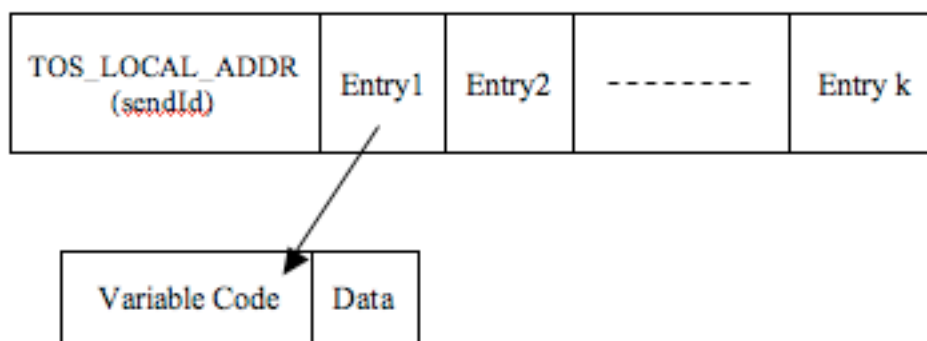 TOS_LOCAL_ADDR
(sendId)
Entry1
Entry2
--------
Entry k
Variable Code
Data